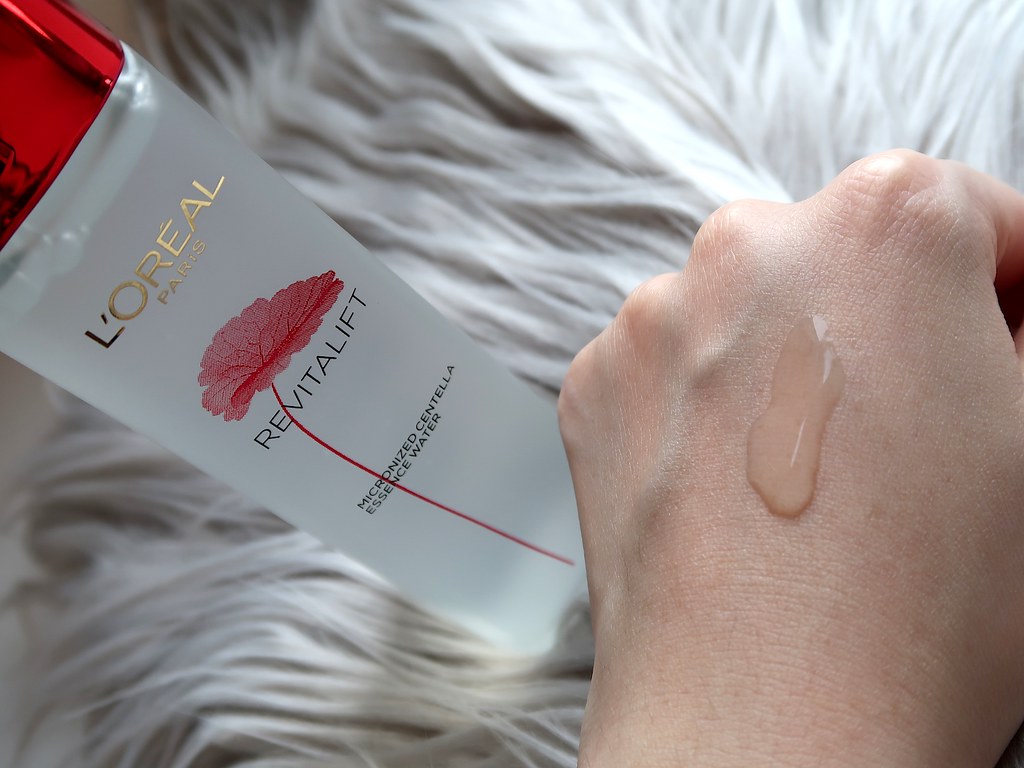 L'ORÉAL
PARIS
REVITALIFT
MICRONIZED CENTELLA
ESSENCE WATER